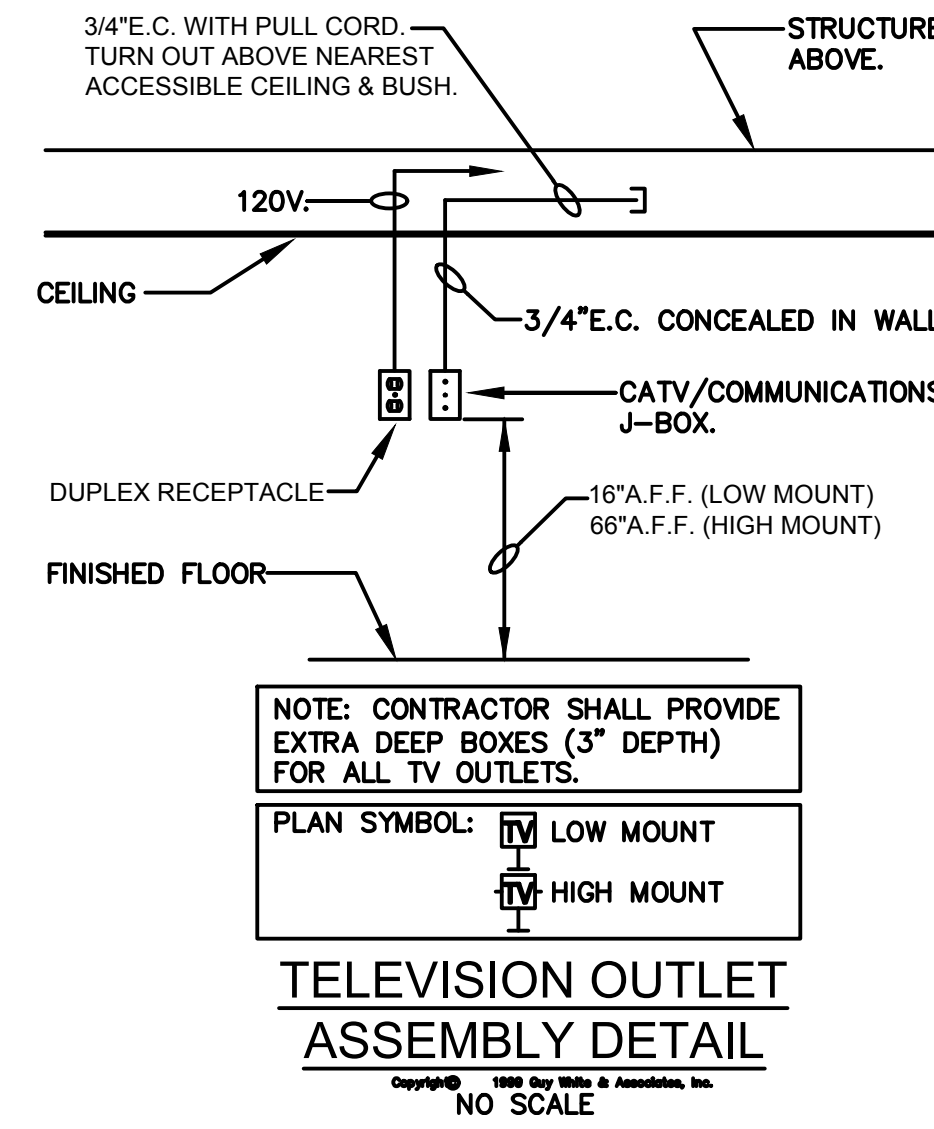 3/4"E.C. WITH PULL CORD.
TURN OUT ABOVE NEAREST
ACCESSIBLE CEILING & BUSH.
STRUCTURE
ABOVE.
120V.
CEILING
3/4"E.C. CONCEALED IN WALL
CATV/COMMUNICATIONS
J-BOX.
DUPLEX RECEPTACLE
16"A.F.F. (LOW MOUNT)
66"A.F.F. (HIGH MOUNT)
FINISHED FLOOR
NOTE: CONTRACTOR SHALL PROVIDE
EXTRA DEEP BOXES (3" DEPTH)
FOR ALL TV OUTLETS.
PLAN SYMBOL: TV LOW MOUNT
TV HIGH MOUNT
TELEVISION OUTLET
ASSEMBLY DETAIL
Copyright© 1999 Guy White & Associates, Inc.
NO SCALE